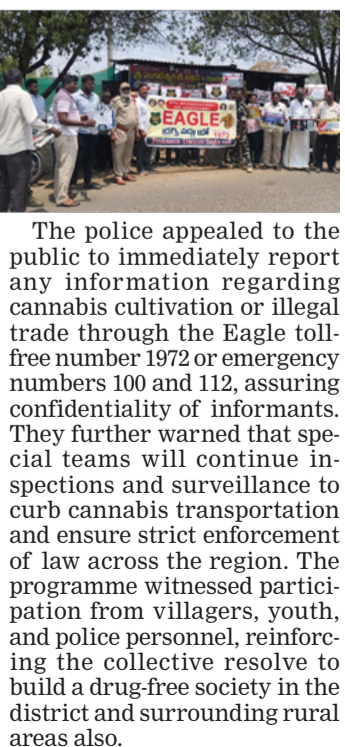 EAGLE
1972
The police appealed to the
public to immediately report
any information regarding
cannabis cultivation or illegal
trade through the Eagle toll-
free number 1972 or emergency
numbers 100 and 112, assuring
confidentiality of informants.
They further warned that spe-
cial teams will continue in-
spections and surveillance to
curb cannabis transportation
and ensure strict enforcement
of law across the region. The
programme witnessed partici-
pation from villagers, youth,
and police personnel, reinforc-
ing the collective resolve to
build a drug-free society in the
district and surrounding rural
areas also.